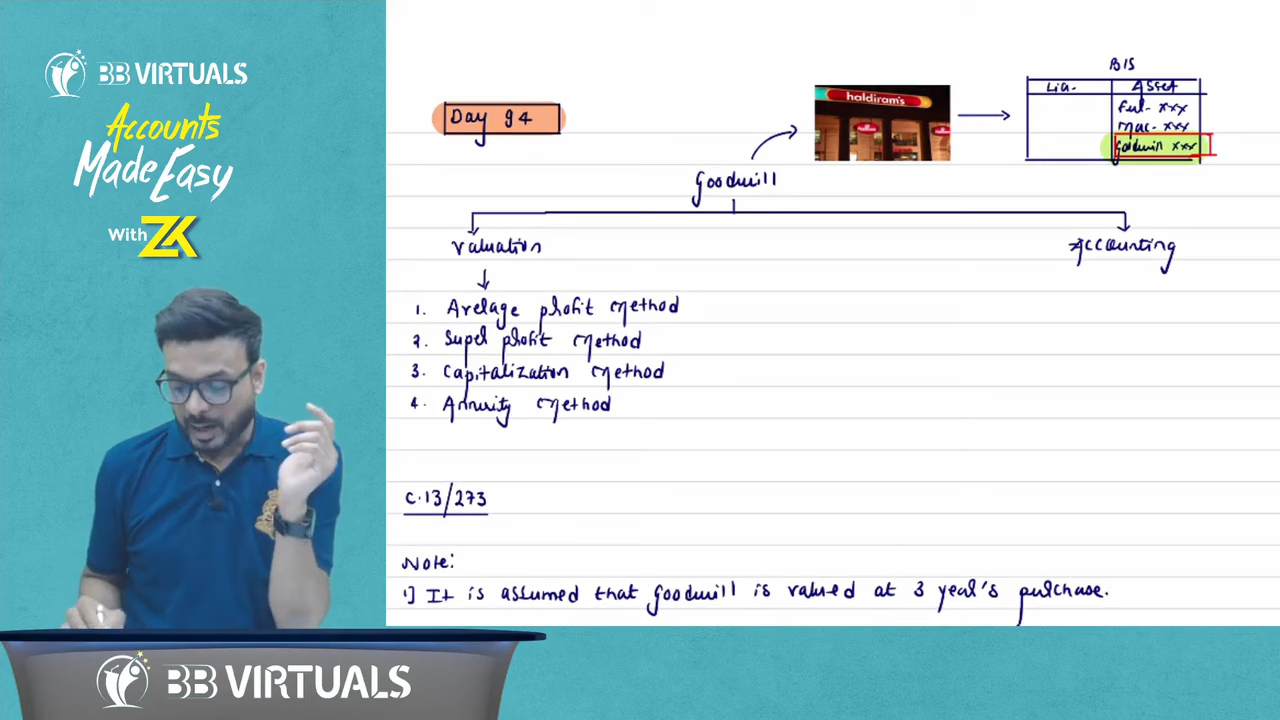 BB VIRTUALS
Accounts
Made Easy
With ZK
Day 94
haldiram's
B/S
Lia. Asset
Fur- xxx
Mac- xxx
Goodwill xxx
Goodwill
Valuation
Accounting
1. Average profit method
2. Super profit method
3. Capitalization method
4. Annuity method
C.13/273
Note:
1] It is assumed that Goodwill is valued at 3 year's purchase.
BB VIRTUALS